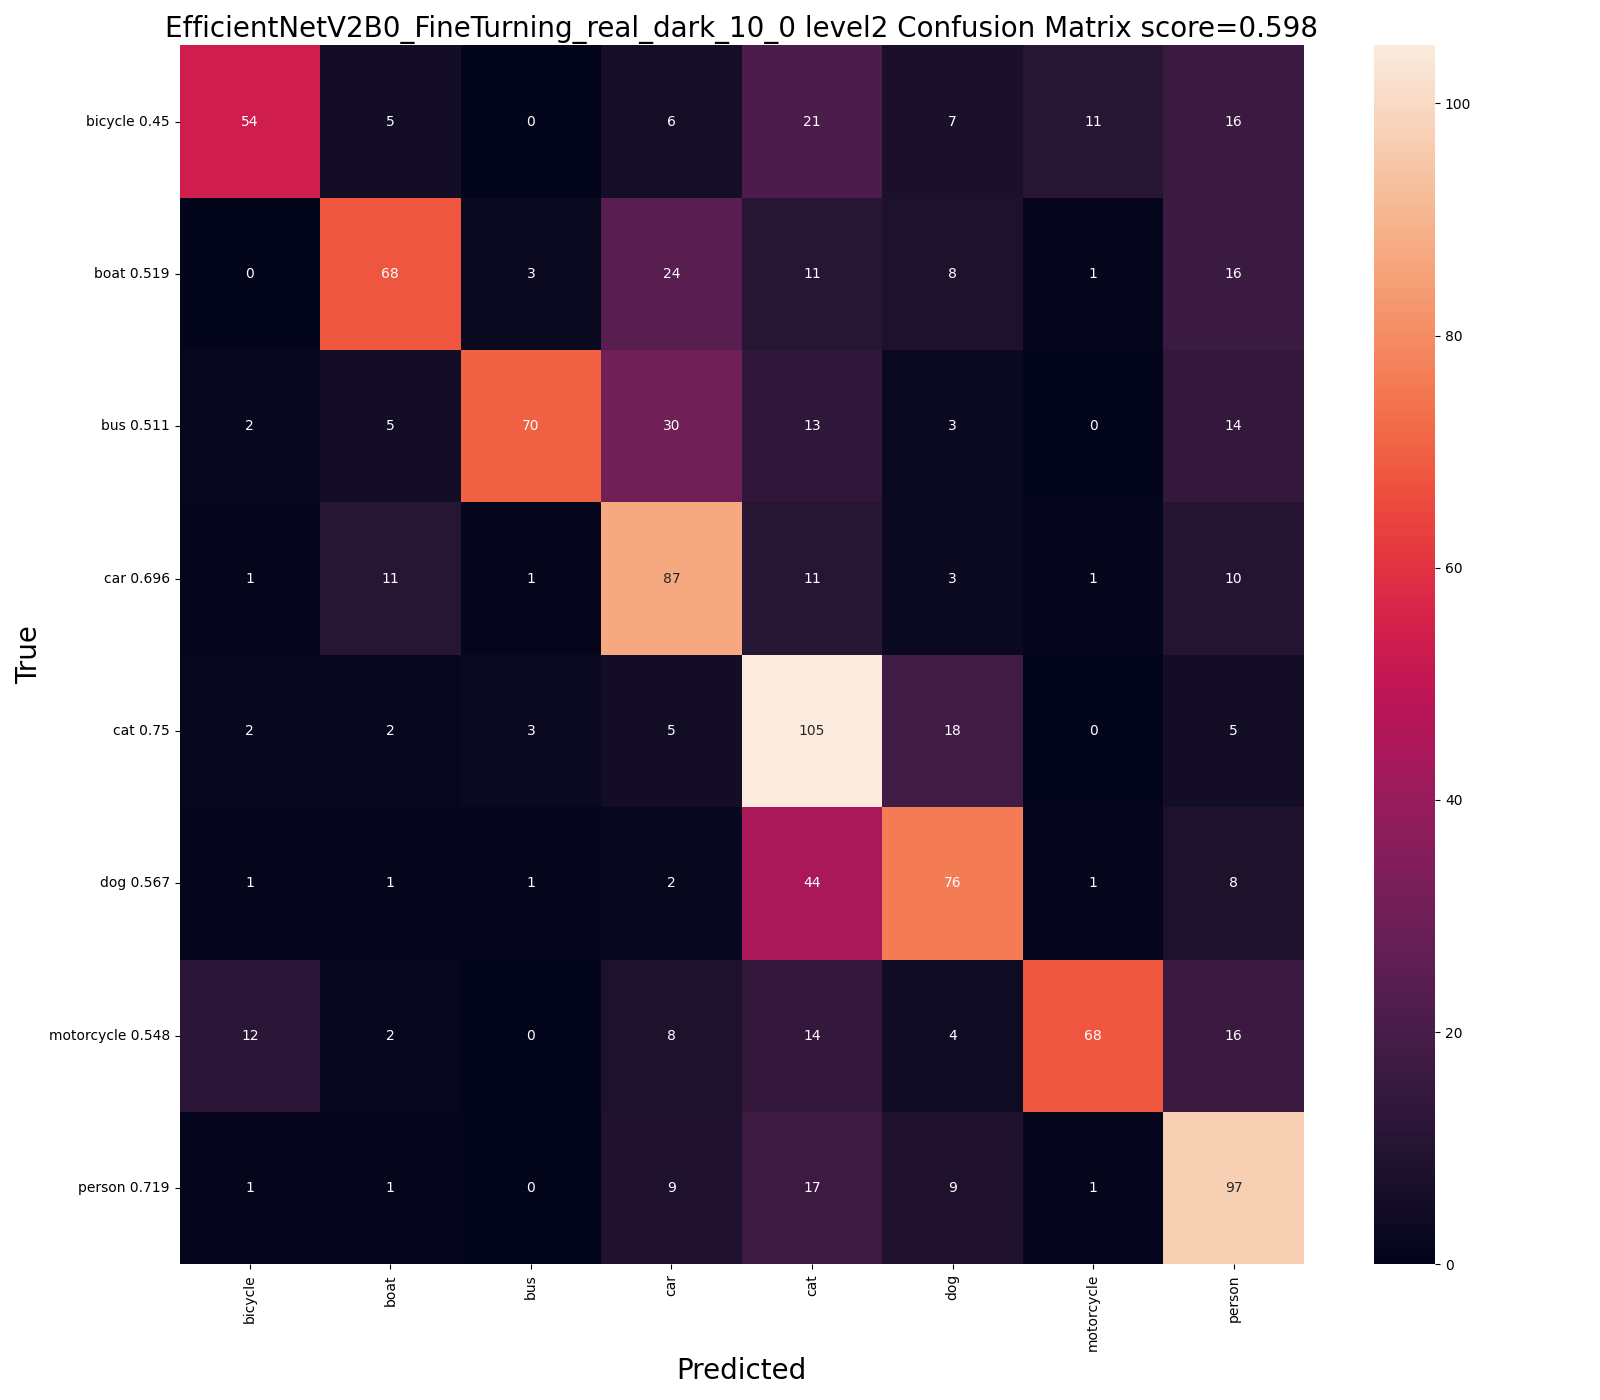 EfficientNetV2B0_FineTurning_real_dark_10_0 level2 Confusion Matrix score=0.598
True
bicycle 0.45 54 5 0 6 21 7 11 16
boat 0.519 0 68 3 24 11 8 1 16
bus 0.511 2 5 70 30 13 3 0 14
car 0.696 1 11 1 87 11 3 1 10
cat 0.75 2 2 3 5 105 18 0 5
dog 0.567 1 1 1 2 44 76 1 8
motorcycle 0.548 12 2 0 8 14 4 68 16
person 0.719 1 1 0 9 17 9 1 97
bicycle boat bus car cat dog motorcycle person
Predicted
100
80
60
40
20
0